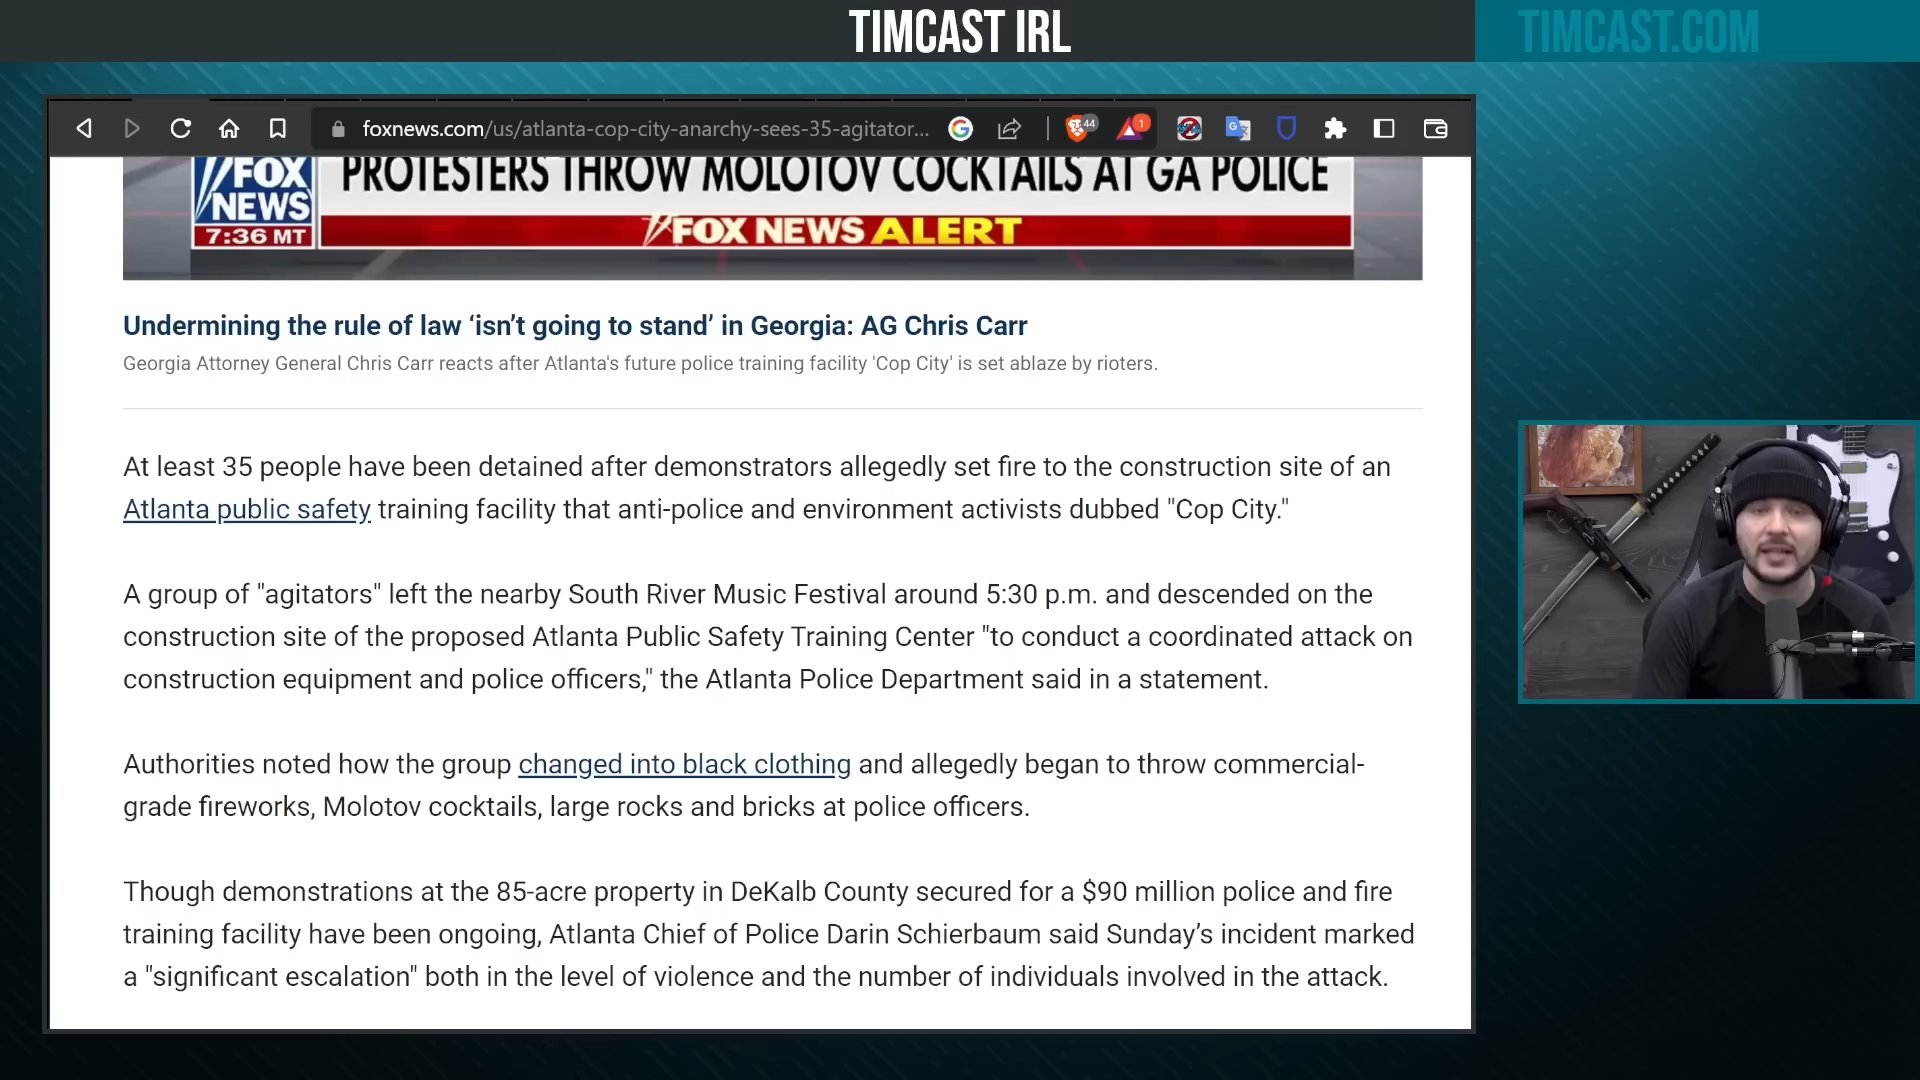 TIMCAST IRL
TIMCAST.COM
foxnews.com/us/atlanta-cop-city-anarchy-sees-35-agitator...
44
1
PROTESTERS THROW MOLOTOV COCKTAILS AT GA POLICE
FOX
NEWS
7:36 MT
FOX NEWS ALERT
Undermining the rule of law ‘isn’t going to stand’ in Georgia: AG Chris Carr
Georgia Attorney General Chris Carr reacts after Atlanta's future police training facility 'Cop City' is set ablaze by rioters.
At least 35 people have been detained after demonstrators allegedly set fire to the construction site of an
Atlanta public safety training facility that anti-police and environment activists dubbed "Cop City."
A group of "agitators" left the nearby South River Music Festival around 5:30 p.m. and descended on the
construction site of the proposed Atlanta Public Safety Training Center "to conduct a coordinated attack on
construction equipment and police officers," the Atlanta Police Department said in a statement.
Authorities noted how the group changed into black clothing and allegedly began to throw commercial-
grade fireworks, Molotov cocktails, large rocks and bricks at police officers.
Though demonstrations at the 85-acre property in DeKalb County secured for a $90 million police and fire
training facility have been ongoing, Atlanta Chief of Police Darin Schierbaum said Sunday’s incident marked
a "significant escalation" both in the level of violence and the number of individuals involved in the attack.